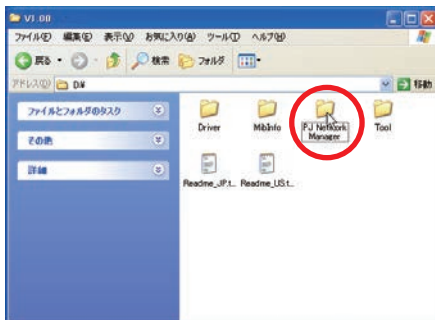 V1.00
ファイル(F) 編集(E) 表示(V) お気に入り(A) ツール(T) ヘルプ(H)
戻る 検索 フォルダ
アドレス(D) D:¥ 移動
ファイルとフォルダのタスク
その他
詳細
Driver MibInfo PJ Network Manager Tool
Readme_JP.t... Readme_US.t...